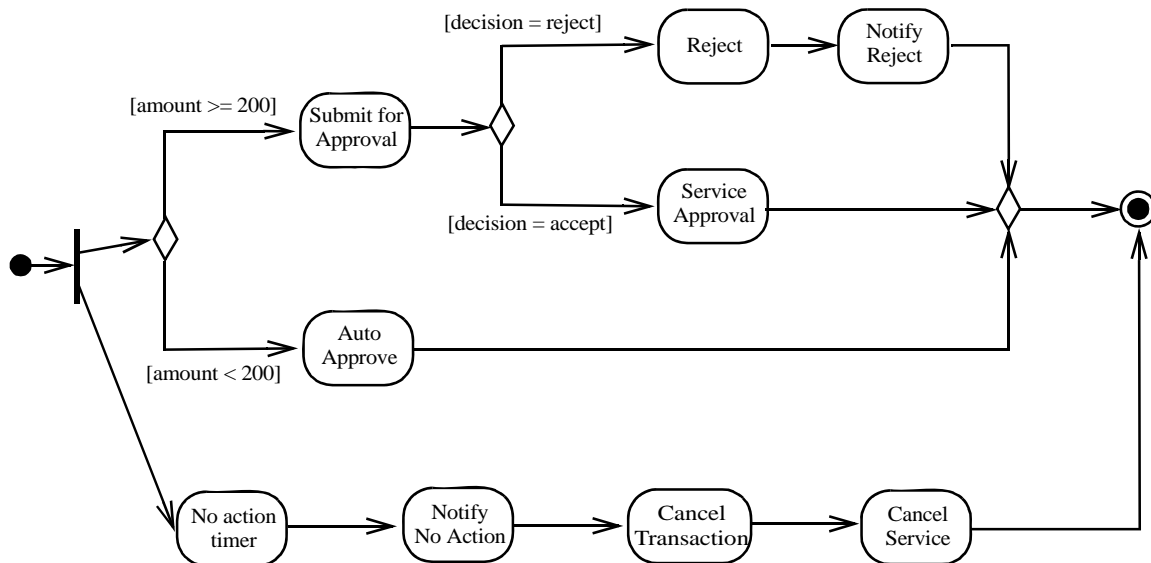 [decision = reject]
Reject
Notify
Reject
[amount >= 200]
Submit for
Approval
Service
Approval
[decision = accept]
Auto
Approve
[amount < 200]
No action
timer
Notify
No Action
Cancel
Transaction
Cancel
Service